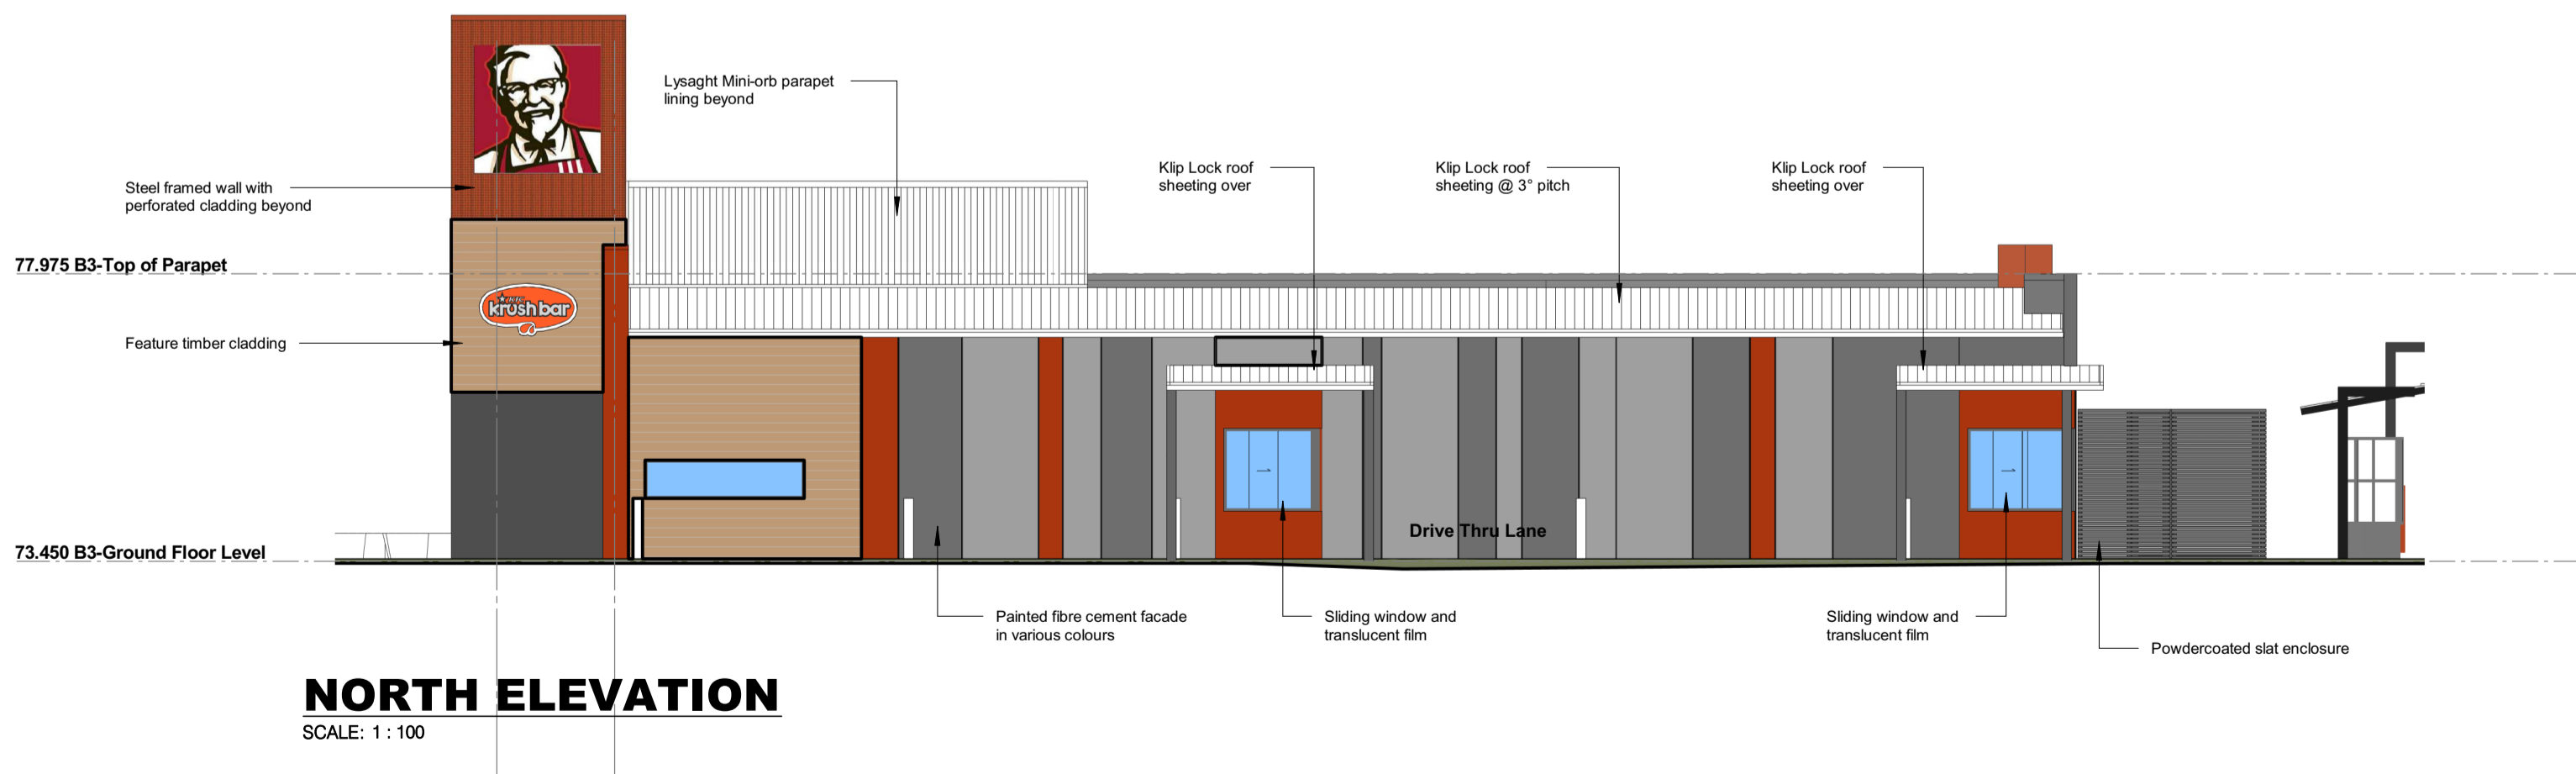 Lysaght Mini-orb parapet
lining beyond
Steel framed wall with
perforated cladding beyond
Klip Lock roof
sheeting over
Klip Lock roof
sheeting @ 3° pitch
Klip Lock roof
sheeting over
77.975 B3-Top of Parapet
krushbar
Feature timber cladding
Drive Thru Lane
73.450 B3-Ground Floor Level
Painted fibre cement facade
in various colours
Sliding window and
translucent film
Sliding window and
translucent film
Powdercoated slat enclosure
NORTH ELEVATION
SCALE: 1 : 100